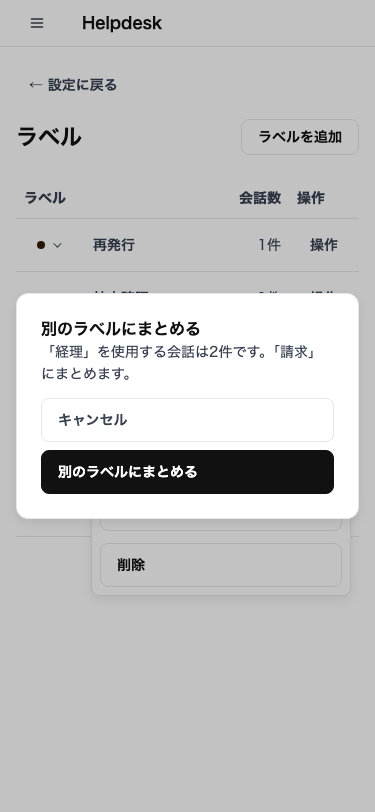 Helpdesk
← 設定に戻る
ラベル
ラベルを追加
ラベル 会話数 操作
再発行 1件 操作
別のラベルにまとめる
「経理」を使用する会話は2件です。「請求」
にまとめます。
キャンセル
別のラベルにまとめる
削除